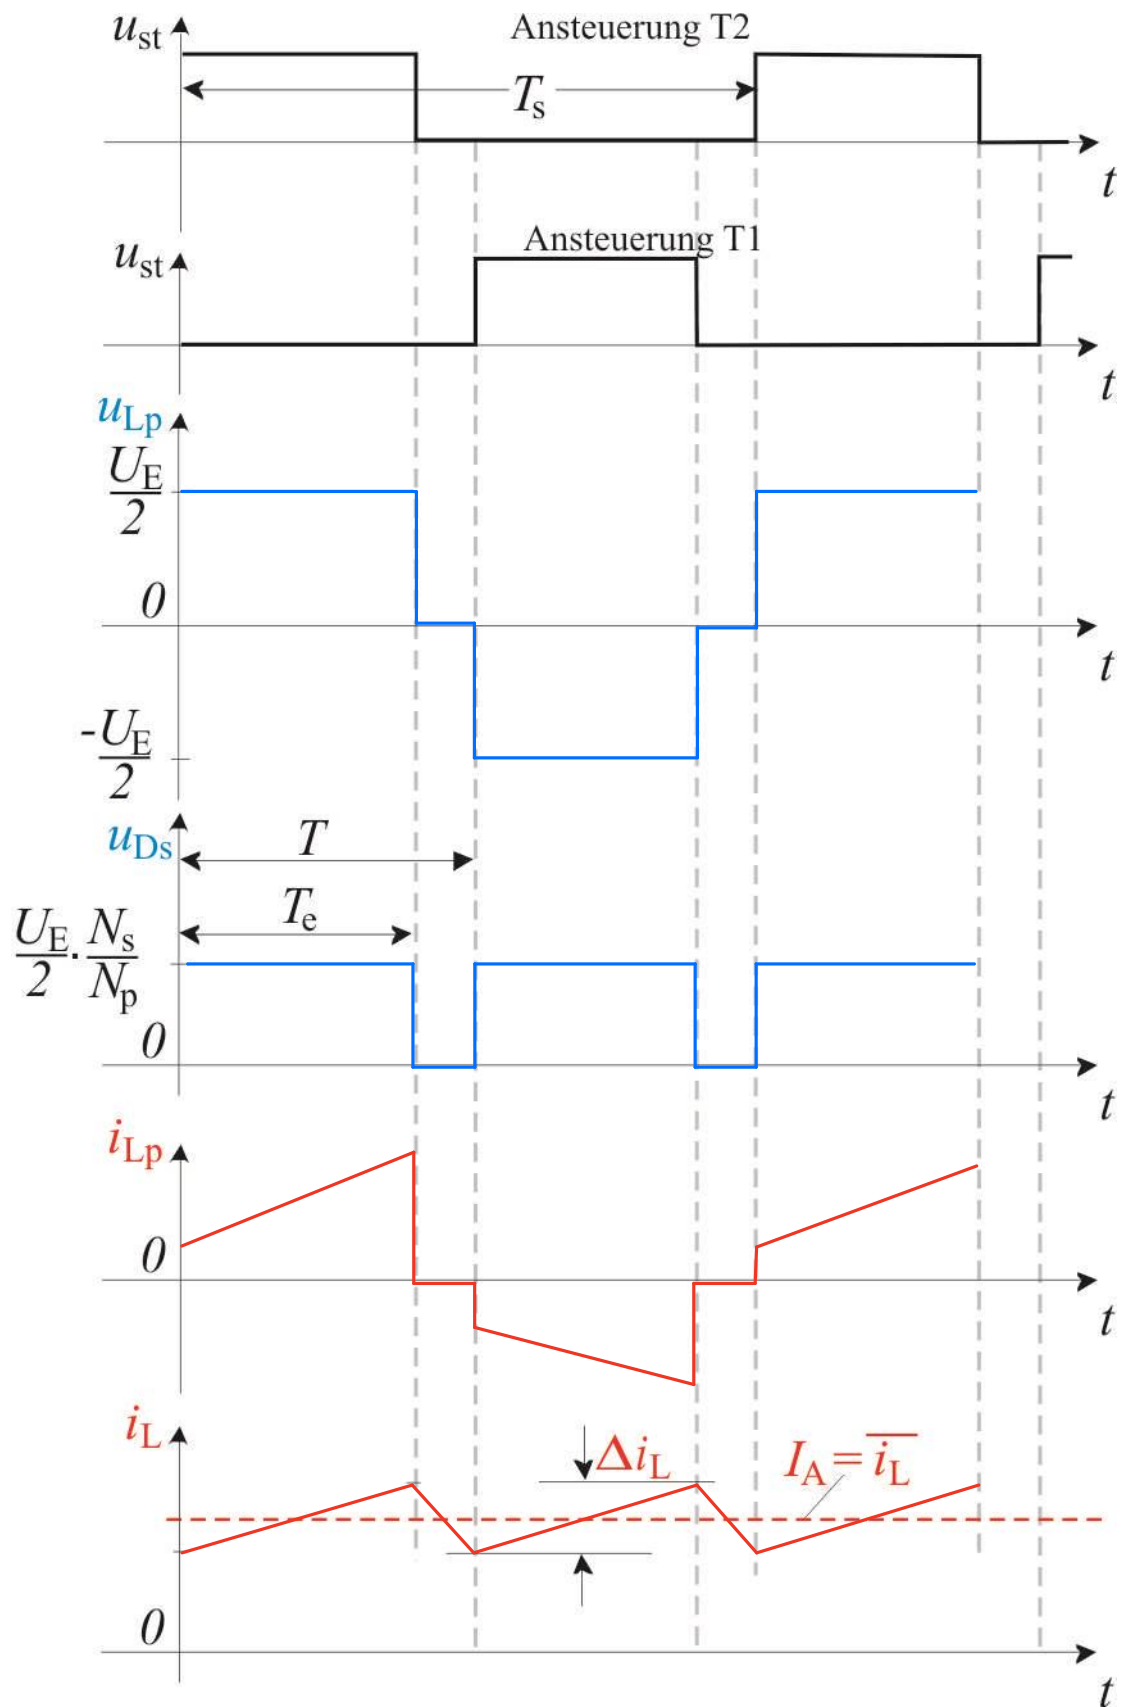 Ansteuerung T2
u_st
T_s
t
Ansteuerung T1
u_st
t
u_Lp
U_E/2
0
t
-U_E/2
u_Ds
T
T_e
U_E/2 · N_s/N_p
0
t
i_Lp
0
t
i_L
Δi_L
I_A = \overline{i_L}
0
t